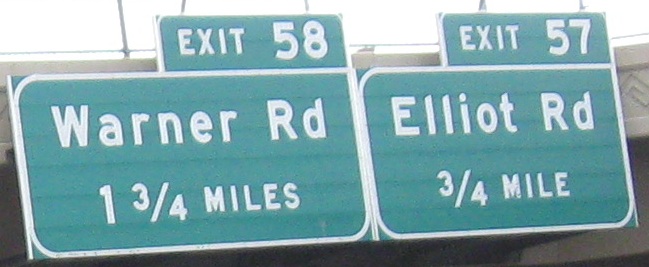 EXIT 58
Warner Rd
1 3/4 MILES
EXIT 57
Elliot Rd
3/4 MILE